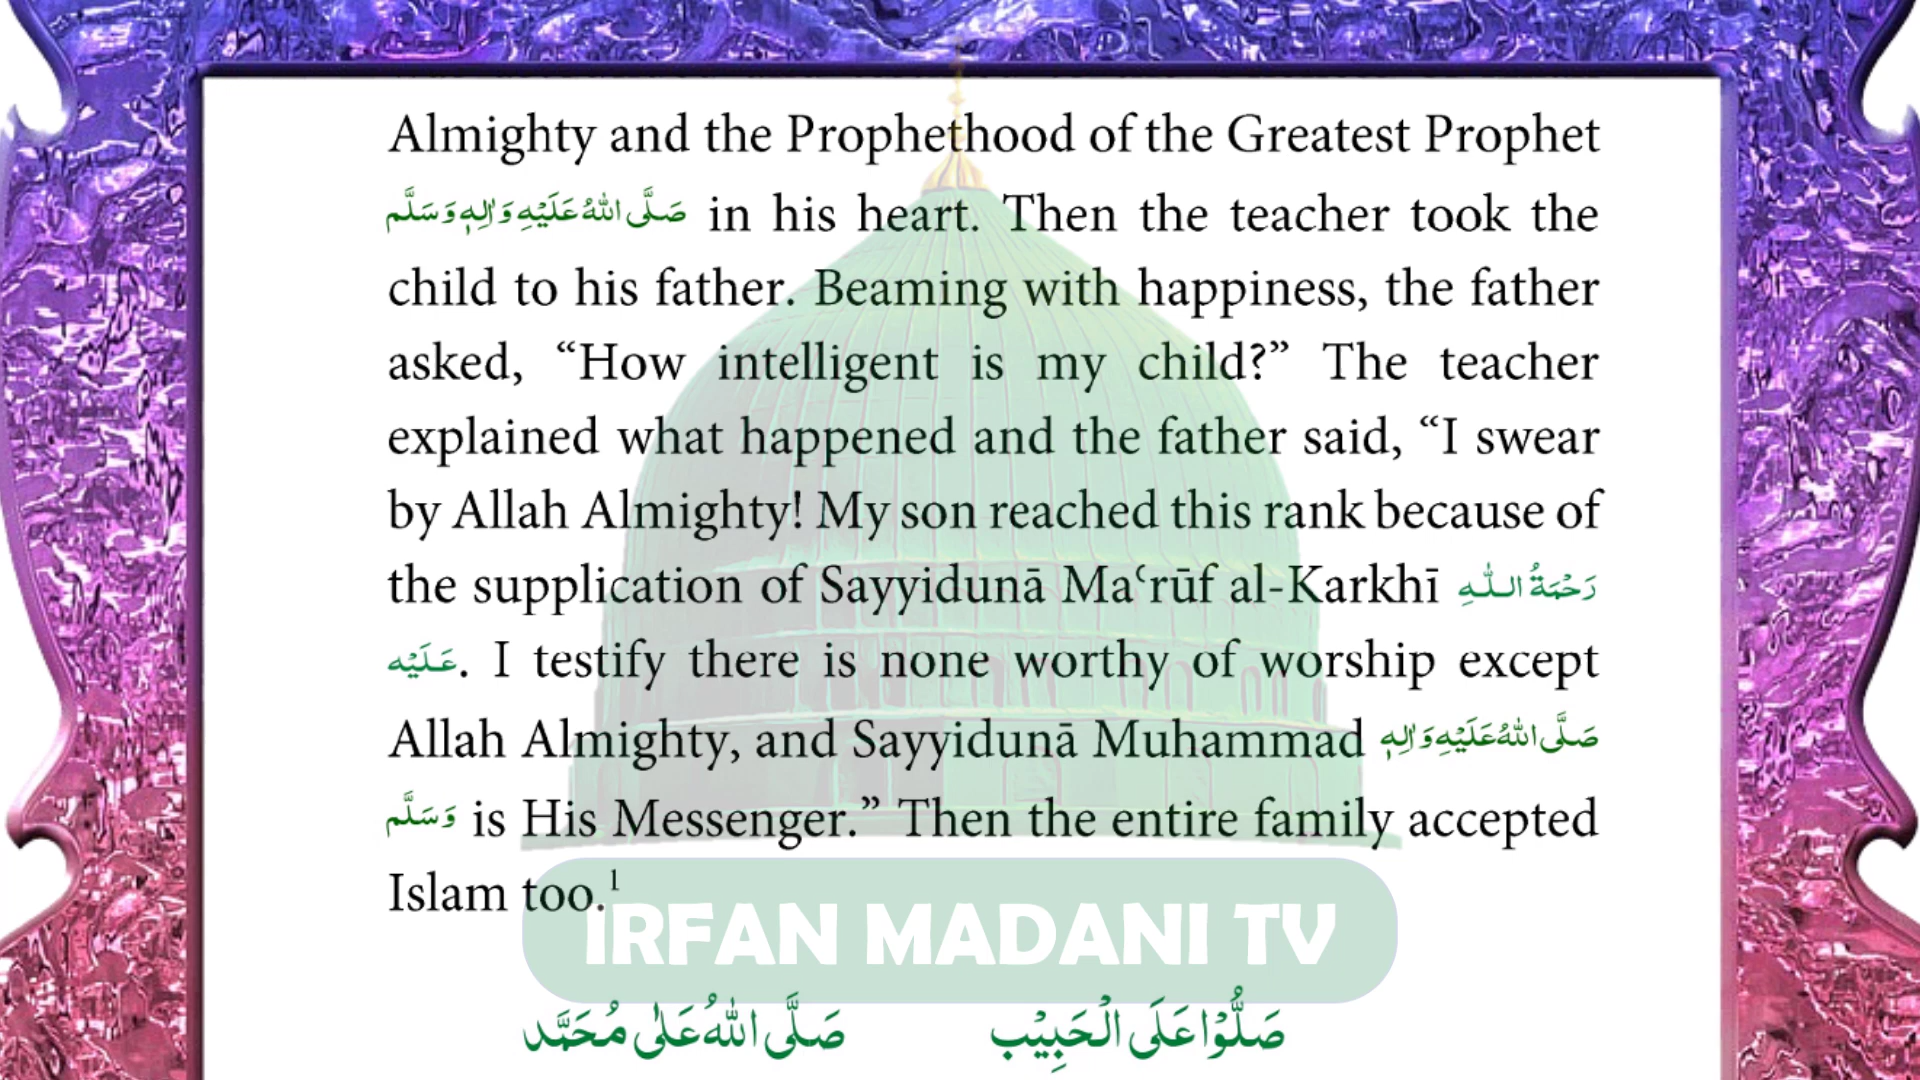 Almighty and the Prophethood of the Greatest Prophet
صَلَّى اللهُ عَلَيْهِ وَاٰلِهٖ وَسَلَّم in his heart. Then the teacher took the
child to his father. Beaming with happiness, the father
asked, “How intelligent is my child?” The teacher
explained what happened and the father said, “I swear
by Allah Almighty! My son reached this rank because of
the supplication of Sayyidunā Maʿrūf al-Karkhī رَحْمَةُ اللّٰهِ
عَلَيْه. I testify there is none worthy of worship except
Allah Almighty, and Sayyidunā Muhammad صَلَّى اللهُ عَلَيْهِ وَاٰلِهٖ
وَسَلَّم is His Messenger.” Then the entire family accepted
Islam too.¹
IRFAN MADANI TV
صَلُّوْا عَلَى الْحَبِيْب صَلَّى اللهُ عَلٰى مُحَمَّد